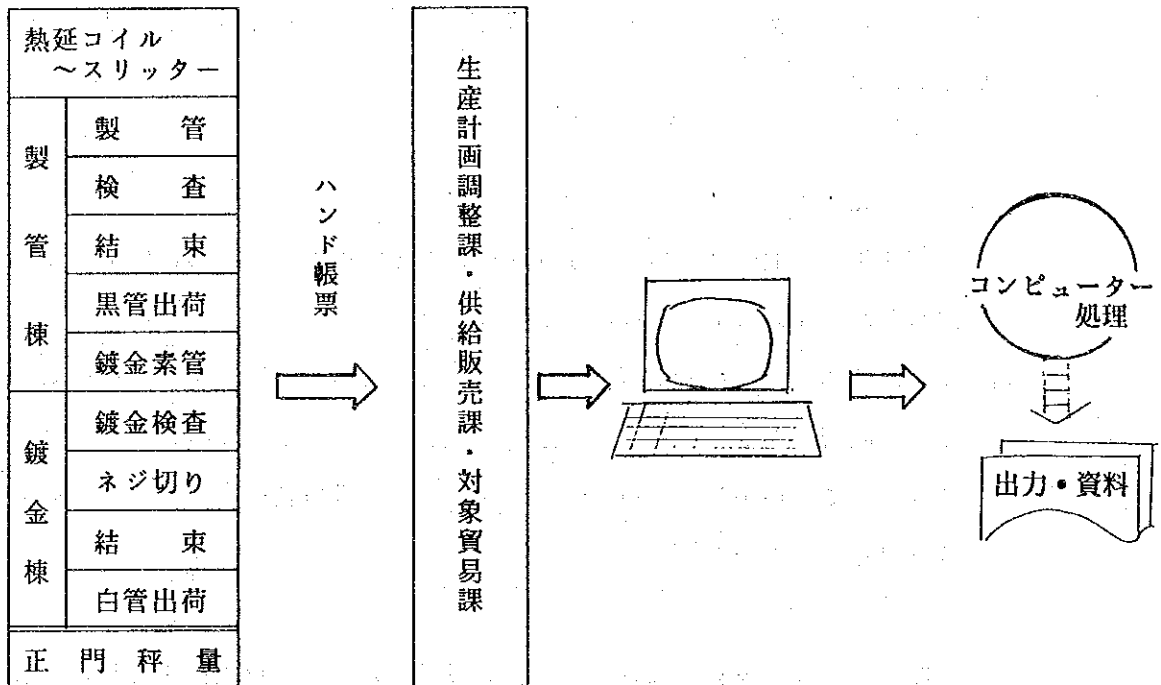 熱延コイル
~スリッター
製管棟
製管
検査
結束
黒管出荷
鍍金素管
鍍金棟
鍍金検査
ネジ切り
結束
白管出荷
正門秤量
ハンド帳票
生産計画調整課・供給販売課・対象貿易課
コンピューター
処理
出力・資料